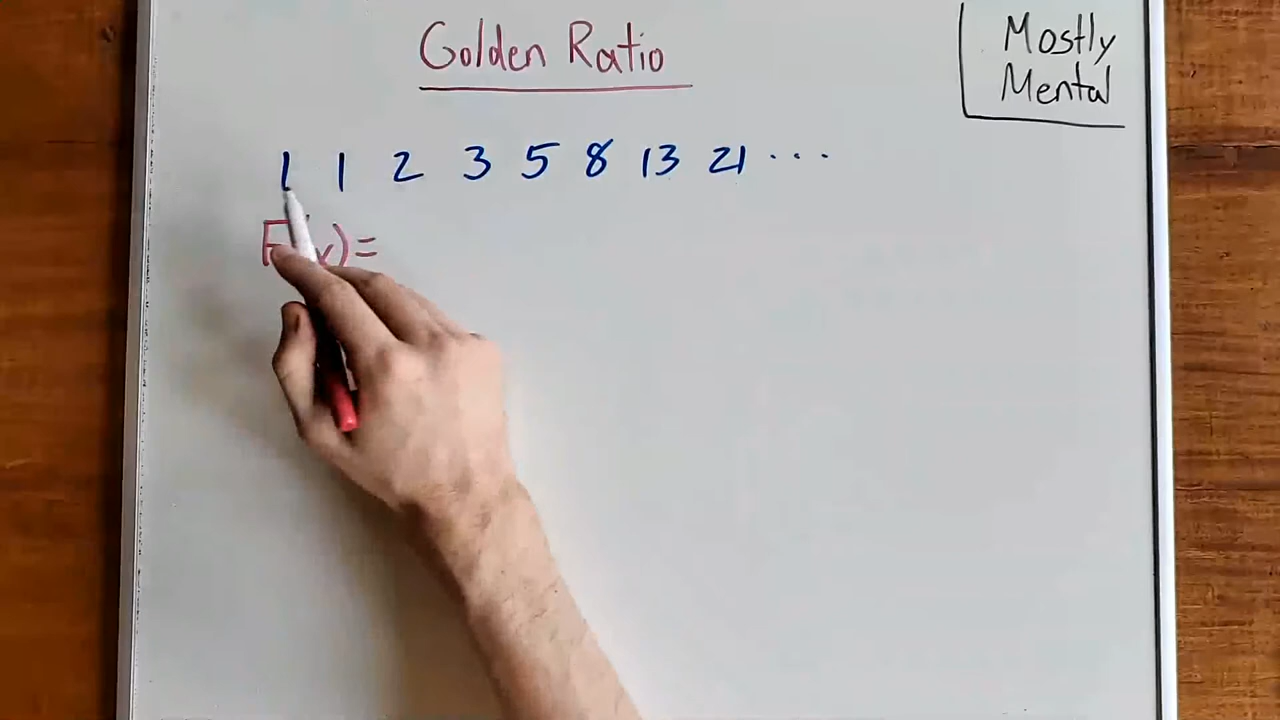 Golden Ratio
Mostly
Mental
1 1 2 3 5 8 13 21 ...
F(x)=